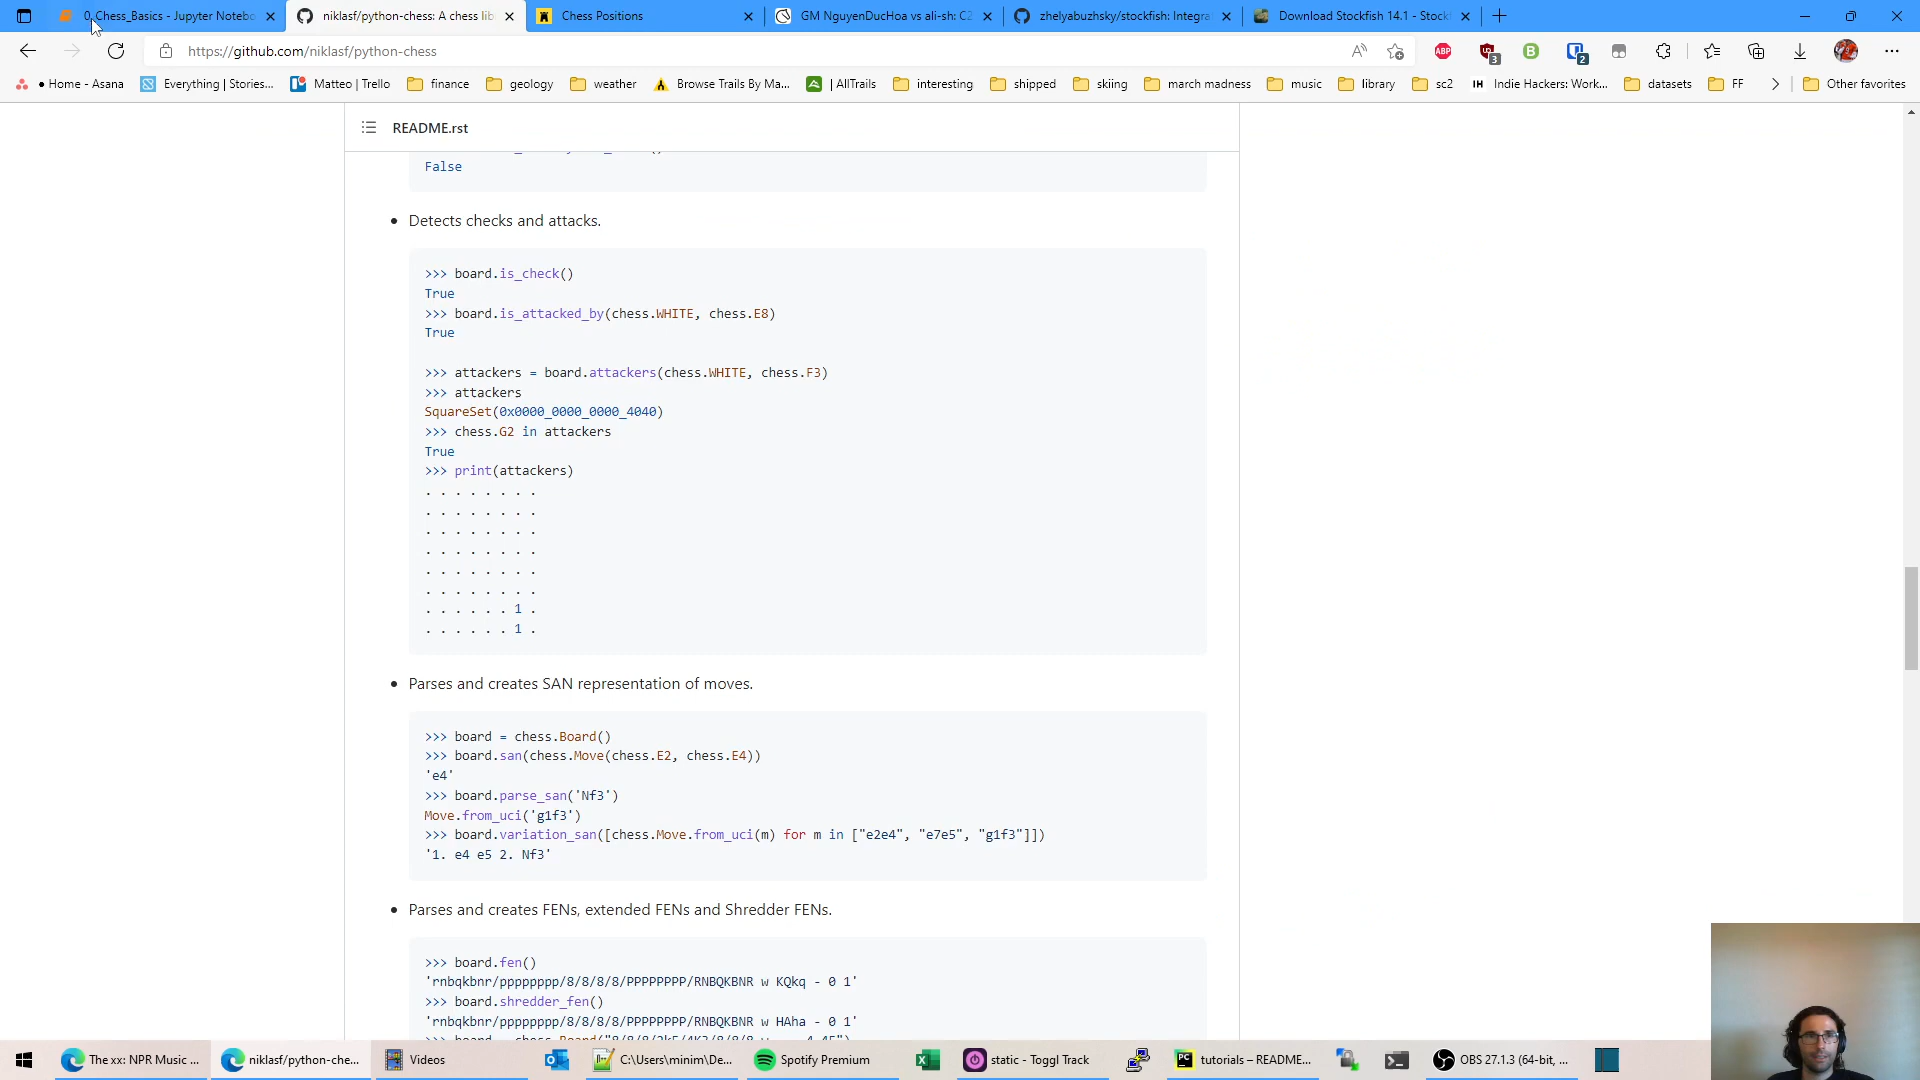 0_Chess_Basics - Jupyter Notebo
niklasf/python-chess: A chess lib
Chess Positions
GM NguyenDucHoa vs ali-sh: C2
zhelyabuzhsky/stockfish: Integra
Download Stockfish 14.1 - Stock
https://github.com/niklasf/python-chess
ABP
3
B
2
• Home - Asana
Everything | Stories...
Matteo | Trello
finance
geology
weather
Browse Trails By Ma...
| AllTrails
interesting
shipped
skiing
march madness
music
library
sc2
IH Indie Hackers: Work...
datasets
FF
Other favorites
README.rst
False
• Detects checks and attacks.
>>> board.is_check()
True
>>> board.is_attacked_by(chess.WHITE, chess.E8)
True
>>> attackers = board.attackers(chess.WHITE, chess.F3)
>>> attackers
SquareSet(0x0000_0000_0000_4040)
>>> chess.G2 in attackers
True
>>> print(attackers)
. . . . . . . .
. . . . . . . .
. . . . . . . .
. . . . . . . .
. . . . . . . .
. . . . . . . .
. . . . . . 1 .
. . . . . . 1 .
• Parses and creates SAN representation of moves.
>>> board = chess.Board()
>>> board.san(chess.Move(chess.E2, chess.E4))
'e4'
>>> board.parse_san('Nf3')
Move.from_uci('g1f3')
>>> board.variation_san([chess.Move.from_uci(m) for m in ["e2e4", "e7e5", "g1f3"]])
'1. e4 e5 2. Nf3'
• Parses and creates FENs, extended FENs and Shredder FENs.
>>> board.fen()
'rnbqkbnr/pppppppp/8/8/8/8/PPPPPPPP/RNBQKBNR w KQkq - 0 1'
>>> board.shredder_fen()
'rnbqkbnr/pppppppp/8/8/8/8/PPPPPPPP/RNBQKBNR w HAha - 0 1'
The xx: NPR Music ...
niklasf/python-che...
Videos
C:\Users\minim\De...
Spotify Premium
static - Toggl Track
PC
tutorials – README...
OBS 27.1.3 (64-bit, ...